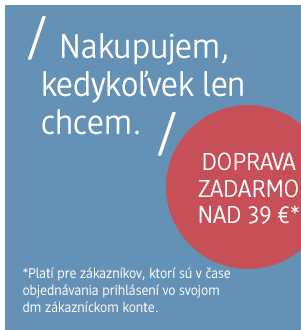 / Nakupujem,
kedykoľvek len
chcem. /
DOPRAVA
ZADARMO
NAD 39 €*
*Platí pre zákazníkov, ktorí sú v čase
objednávania prihlásení vo svojom
dm zákazníckom konte.